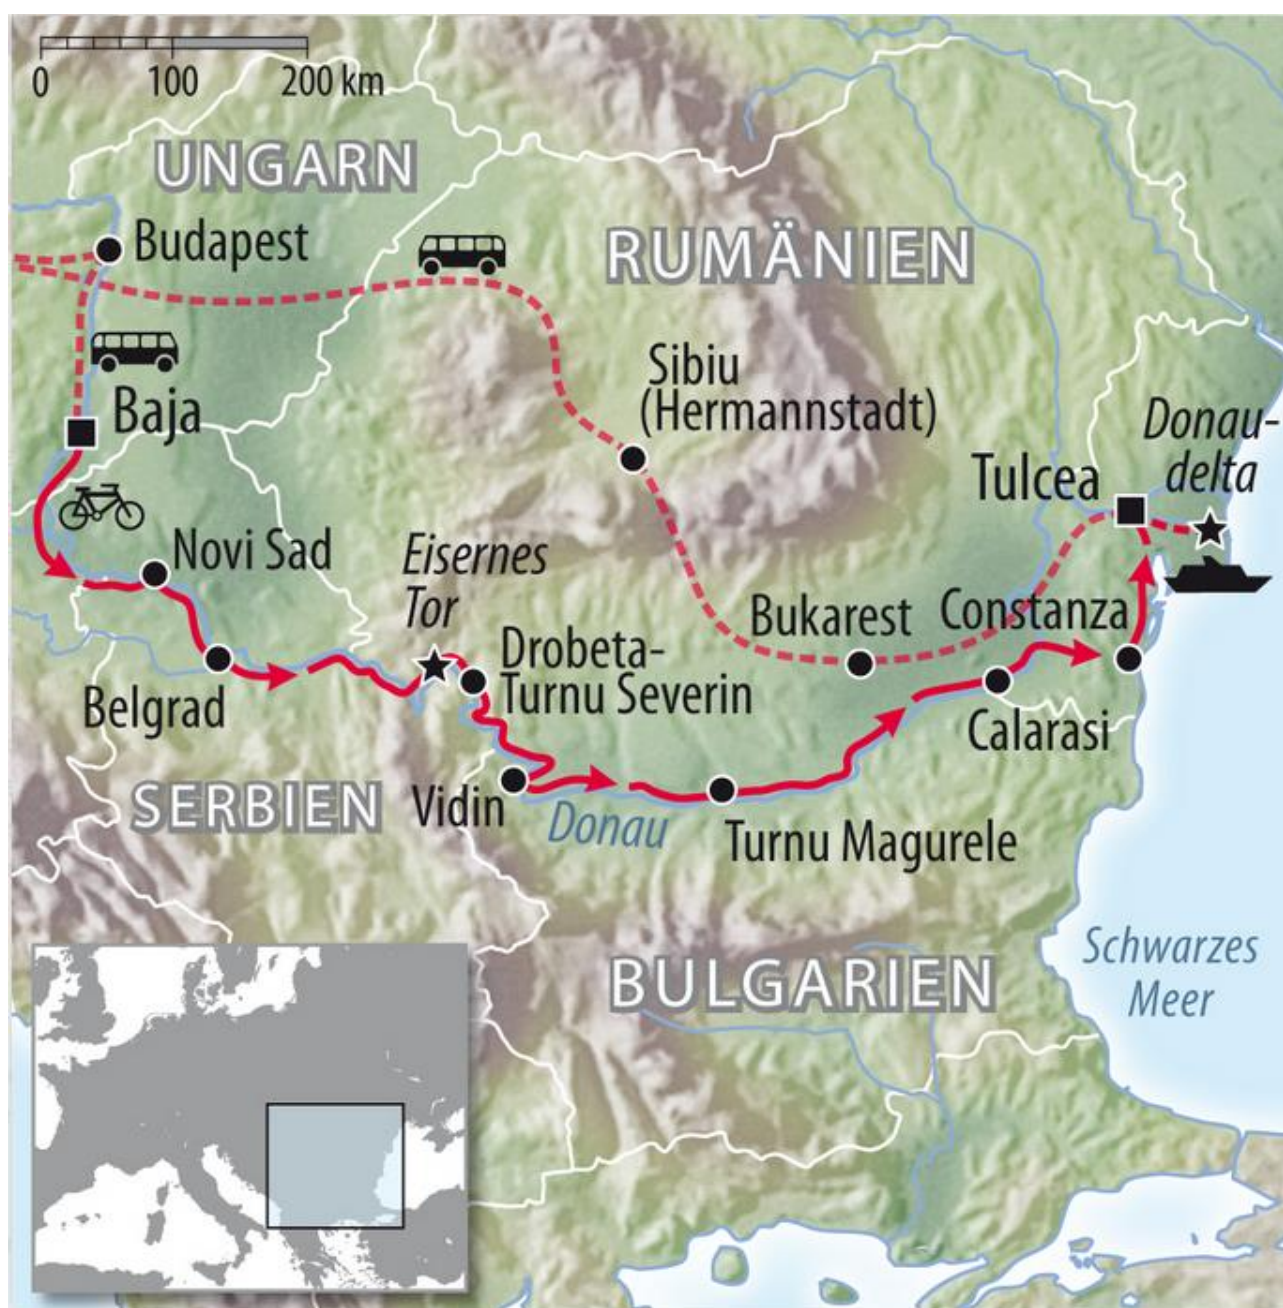 0 100 200 km
UNGARN
Budapest
RUMÄNIEN
Sibiu
(Hermannstadt)
Baja
Donau-
delta
Tulcea
Novi Sad
Eisernes
Tor
Bukarest
Constanza
Drobeta-
Turnu Severin
Belgrad
Calarasi
SERBIEN
Vidin
Donau
Turnu Magurele
Schwarzes
Meer
BULGARIEN